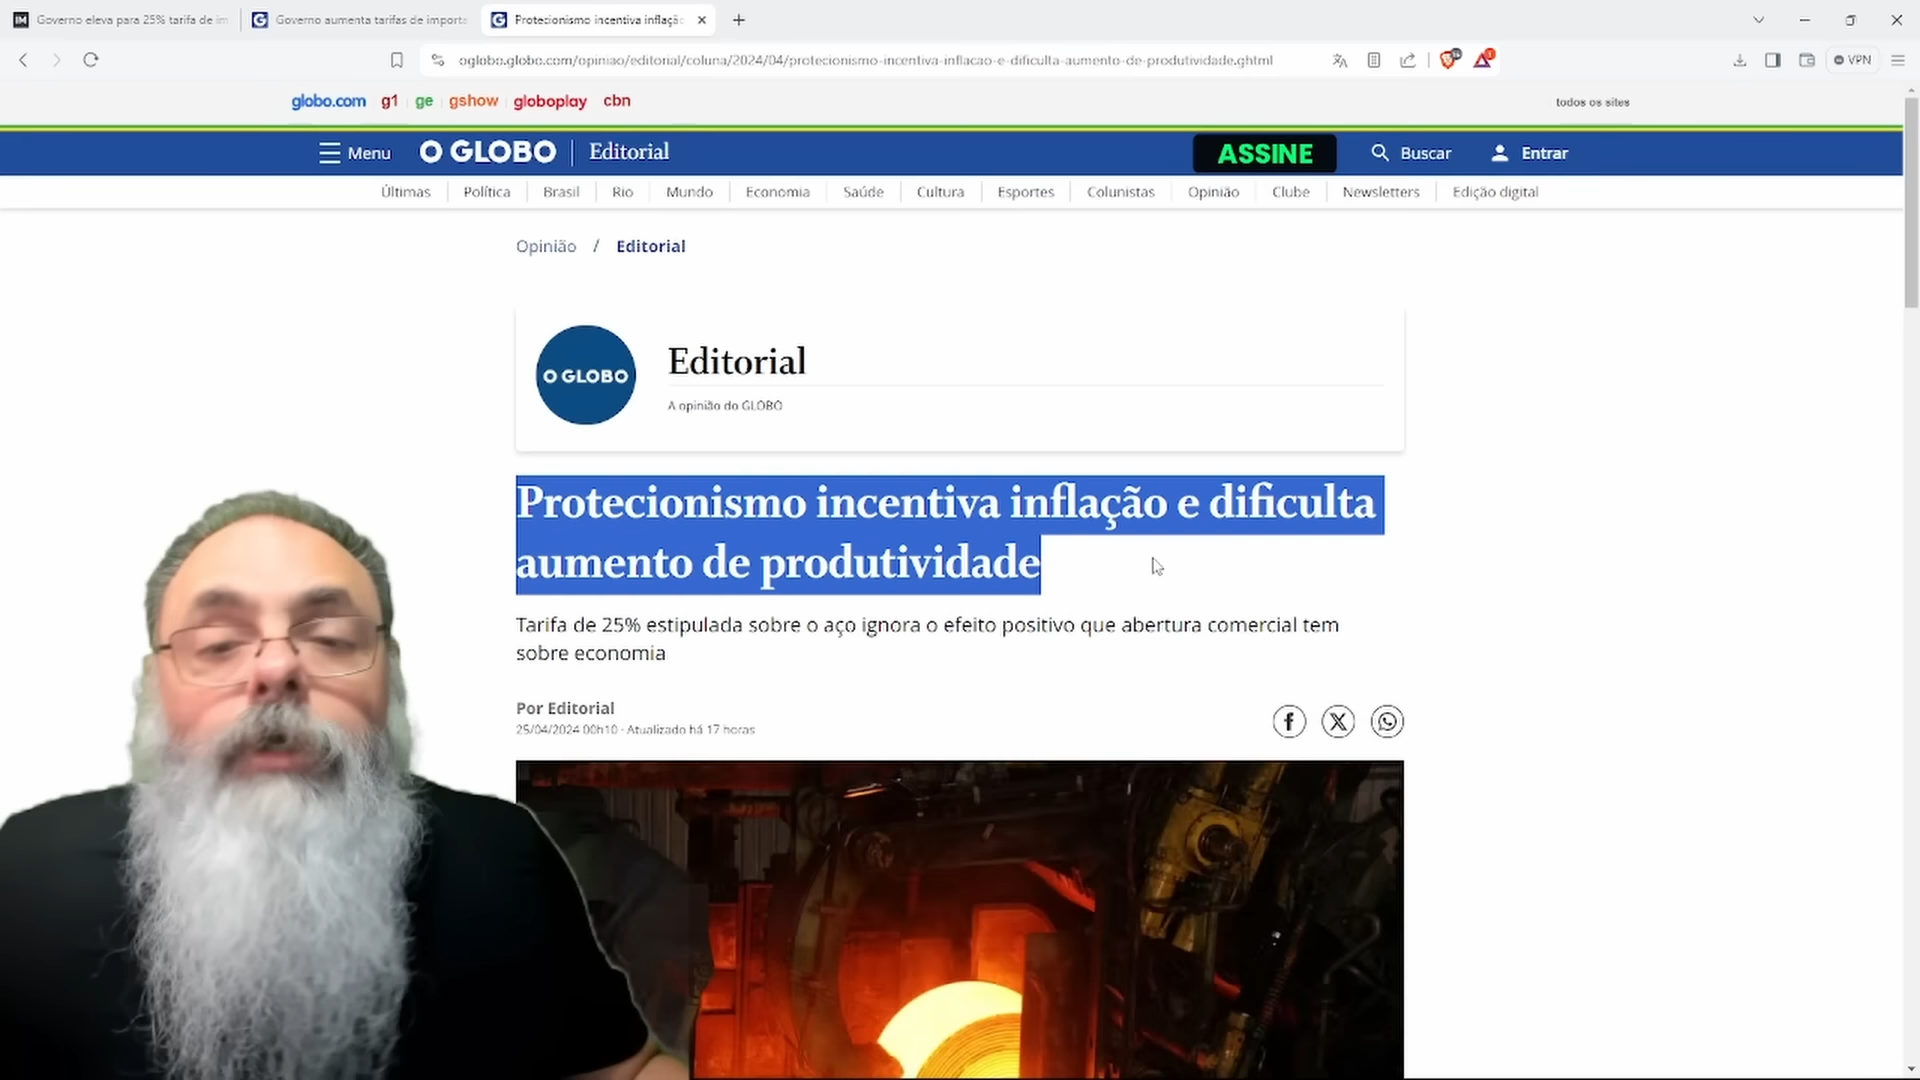 Governo eleva para 25% tarifa de im
Governo aumenta tarifas de importa
Protecionismo incentiva inflaçã
oglobo.globo.com/opiniao/editorial/coluna/2024/04/protecionismo-incentiva-inflacao-e-dificulta-aumento-de-produtividade.ghtml
VPN
globo.com g1 ge gshow globoplay cbn
todos os sites
Menu O GLOBO Editorial ASSINE Buscar Entrar
Últimas Política Brasil Rio Mundo Economia Saúde Cultura Esportes Colunistas Opinião Clube Newsletters Edição digital
Opinião / Editorial
O GLOBO
Editorial
A opinião do GLOBO
Protecionismo incentiva inflação e dificulta
aumento de produtividade
Tarifa de 25% estipulada sobre o aço ignora o efeito positivo que abertura comercial tem
sobre economia
Por Editorial
25/04/2024 00h10 · Atualizado há 17 horas